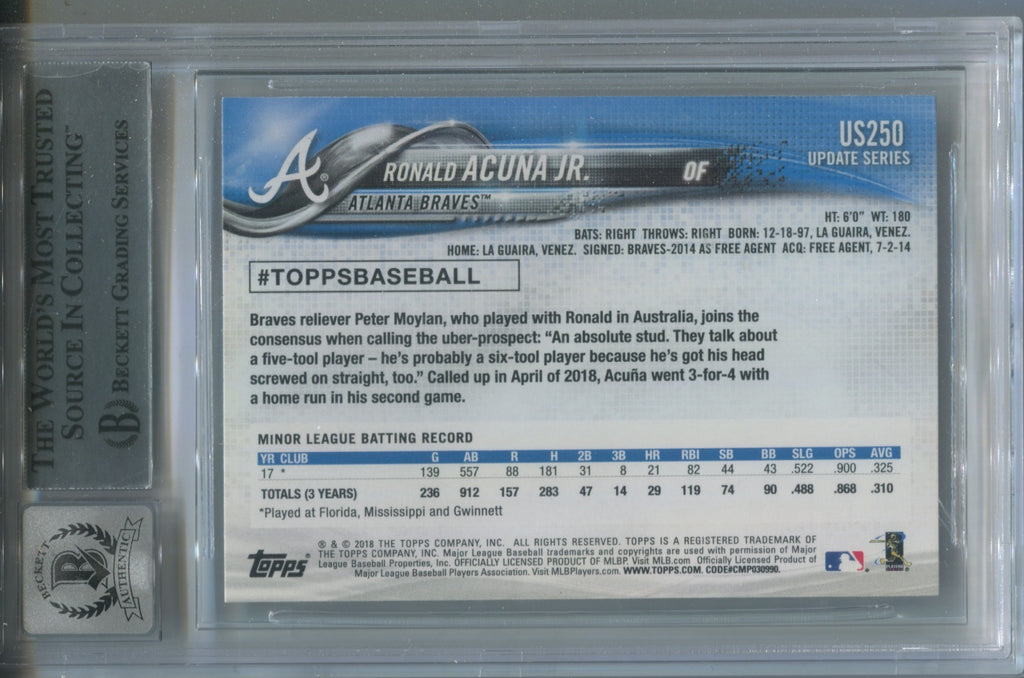 THE WORLD'S MOST TRUSTED
SOURCE IN COLLECTING™
B BECKETT GRADING SERVICES
BECKETT
B
AUTHENTIC
A®
RONALD ACUNA JR. OF
ATLANTA BRAVES™
US250
UPDATE SERIES
HT: 6'0" WT: 180
BATS: RIGHT THROWS: RIGHT BORN: 12-18-97, LA GUAIRA, VENEZ.
HOME: LA GUAIRA, VENEZ. SIGNED: BRAVES-2014 AS FREE AGENT ACQ: FREE AGENT, 7-2-14
#TOPPSBASEBALL
Braves reliever Peter Moylan, who played with Ronald in Australia, joins the
consensus when calling the uber-prospect: “An absolute stud. They talk about
a five-tool player – he's probably a six-tool player because he's got his head
screwed on straight, too.” Called up in April of 2018, Acuña went 3-for-4 with
a home run in his second game.
MINOR LEAGUE BATTING RECORD
YR CLUB G AB R H 2B 3B HR RBI SB BB SLG OPS AVG
17 * 139 557 88 181 31 8 21 82 44 43 .522 .900 .325
TOTALS (3 YEARS) 236 912 157 283 47 14 29 119 74 90 .488 .868 .310
*Played at Florida, Mississippi and Gwinnett
topps®
® & © 2018 THE TOPPS COMPANY, INC. ALL RIGHTS RESERVED. TOPPS IS A REGISTERED TRADEMARK OF
THE TOPPS COMPANY, INC. Major League Baseball trademarks and copyrights are used with permission of Major
League Baseball Properties, Inc. OFFICIALLY LICENSED PRODUCT OF MLBP. Visit MLB.com Officially Licensed Product of
Major League Baseball Players Association. Visit MLBPlayers.com. WWW.TOPPS.COM. CODE#CMP030990.